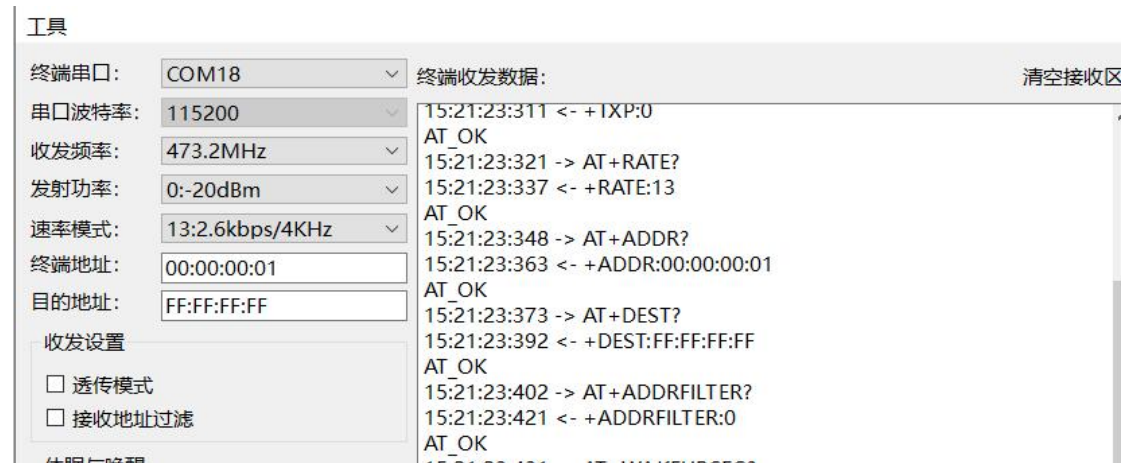 工具
终端串口: COM18
串口波特率: 115200
收发频率: 473.2MHz
发射功率: 0:-20dBm
速率模式: 13:2.6kbps/4KHz
终端地址: 00:00:00:01
目的地址: FF:FF:FF:FF
收发设置
透传模式
接收地址过滤
终端收发数据:
清空接收区
15:21:23:311 <- +TXP:0
AT_OK
15:21:23:321 -> AT+RATE?
15:21:23:337 <- +RATE:13
AT_OK
15:21:23:348 -> AT+ADDR?
15:21:23:363 <- +ADDR:00:00:00:01
AT_OK
15:21:23:373 -> AT+DEST?
15:21:23:392 <- +DEST:FF:FF:FF:FF
AT_OK
15:21:23:402 -> AT+ADDRFILTER?
15:21:23:421 <- +ADDRFILTER:0
AT_OK